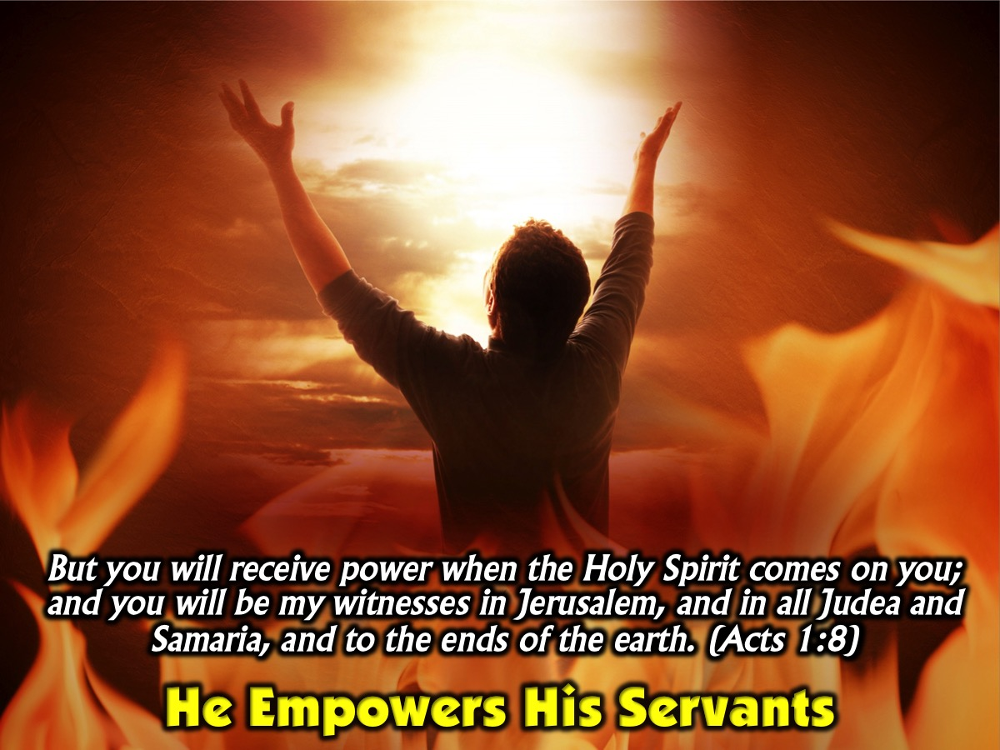 But you will receive power when the Holy Spirit comes on you;
and you will be my witnesses in Jerusalem, and in all Judea and
Samaria, and to the ends of the earth. (Acts 1:8)
He Empowers His Servants